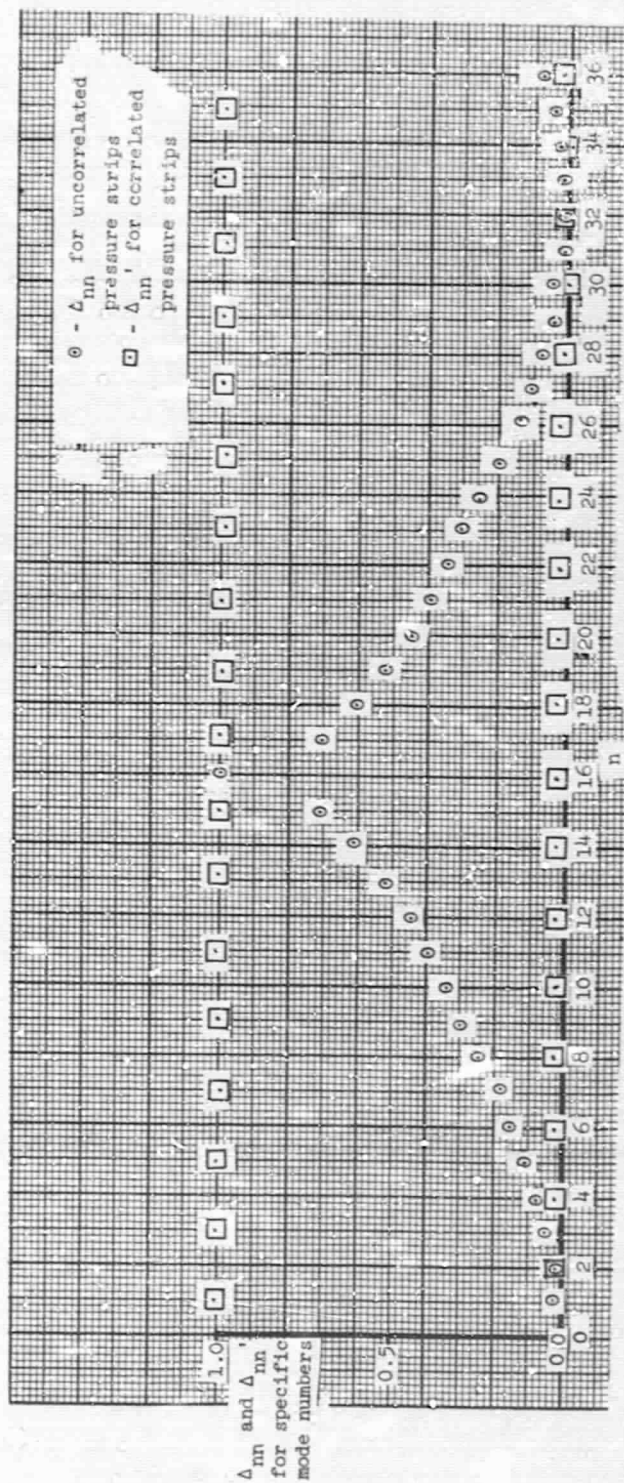 ⊙ - Δnn for uncorrelated
pressure strips
⊡ - Δnn' for correlated
pressure strips
Δnn and Δnn'
for specific
mode numbers
1.0
0.5
0.0
0 2 4 6 8 10 12 14 16 18 20 22 24 26 28 30 32 34 36
n